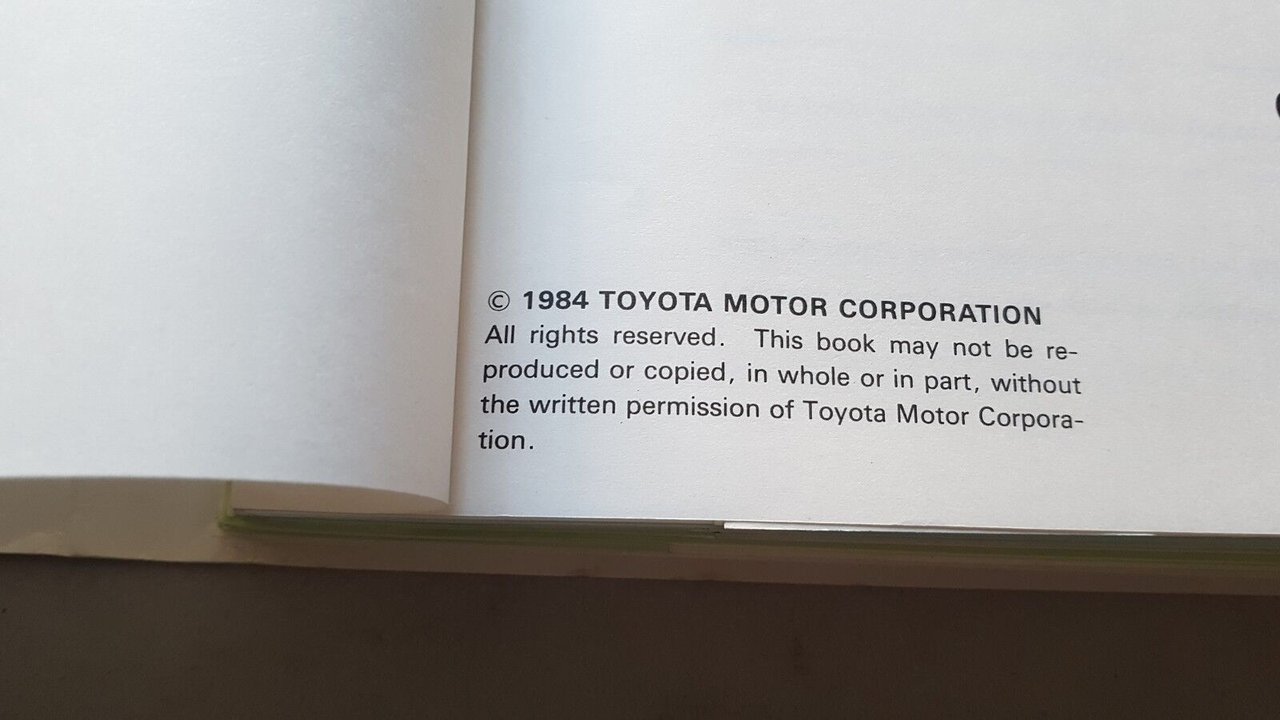 © 1984 TOYOTA MOTOR CORPORATION
All rights reserved. This book may not be re-
produced or copied, in whole or in part, without
the written permission of Toyota Motor Corpora-
tion.